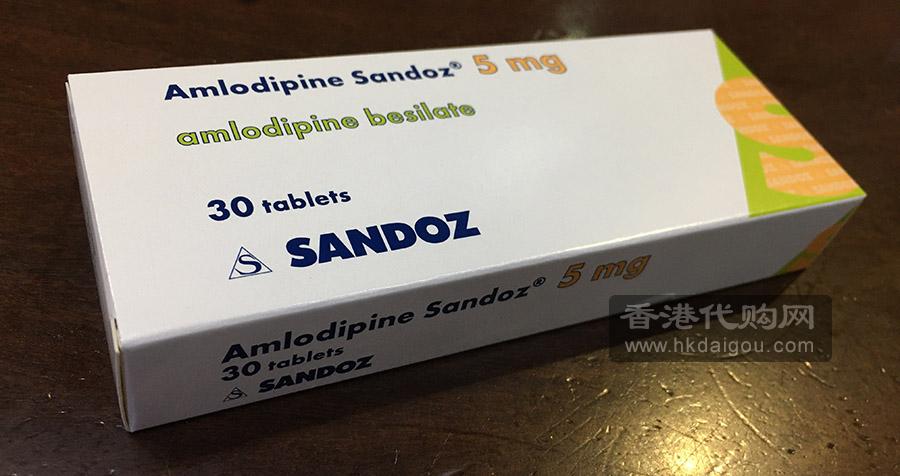 Amlodipine Sandoz® 5 mg
amlodipine besilate
30 tablets
S SANDOZ
Amlodipine Sandoz® 5 mg
30 tablets
S SANDOZ
香港代购网
www.hkdaigou.com